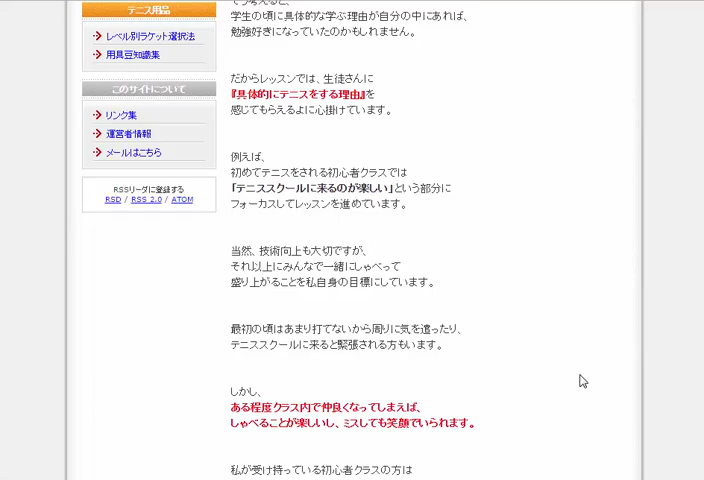 テニス用品
レベル別ラケット選択法
用具豆知識集
このサイトについて
リンク集
運営者情報
メールはこちら
RSSリーダに登録する
RSD / RSS 2.0 / ATOM
学生の頃に具体的な学ぶ理由が自分の中にあれば、
勉強好きになっていたのかもしれません。
だからレッスンでは、生徒さんに
『具体的にテニスをする理由』を
感じてもらえるよに心掛けています。
例えば、
初めてテニスをされる初心者クラスでは
「テニススクールに来るのが楽しい」という部分に
フォーカスしてレッスンを進めています。
当然、技術向上も大切ですが、
それ以上にみんなで一緒にしゃべって
盛り上がることを私自身の目標にしています。
最初の頃はあまり打てないから周りに気を遣ったり、
テニススクールに来ると緊張される方もいます。
しかし、
ある程度クラス内で仲良くなってしまえば、
しゃべることが楽しいし、ミスしても笑顔でいられます。
私が受け持っている初心者クラスの方は